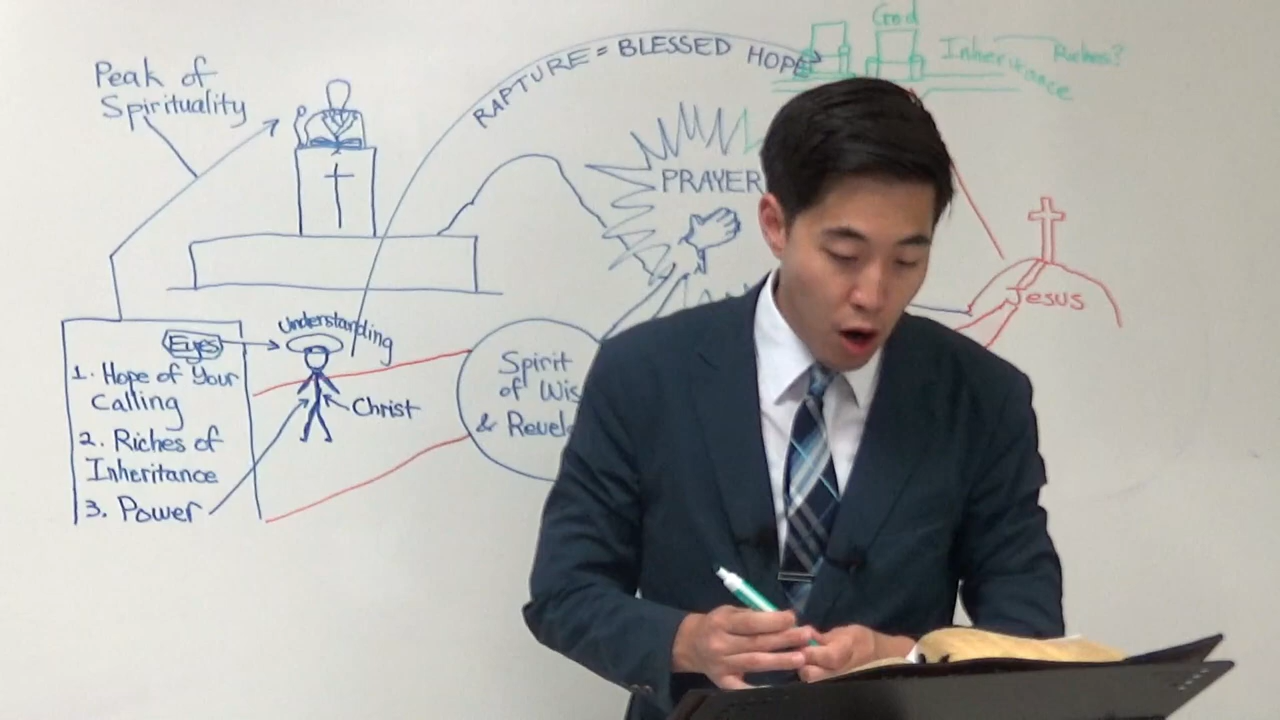 Peak of
Spirituality
RAPTURE = BLESSED HOPE
God
Inheritance
Riches?
PRAYER
Jesus
Eyes
Understanding
1. Hope of Your
Calling
2. Riches of
Inheritance
3. Power
Christ
Spirit
of Wis
& Revel